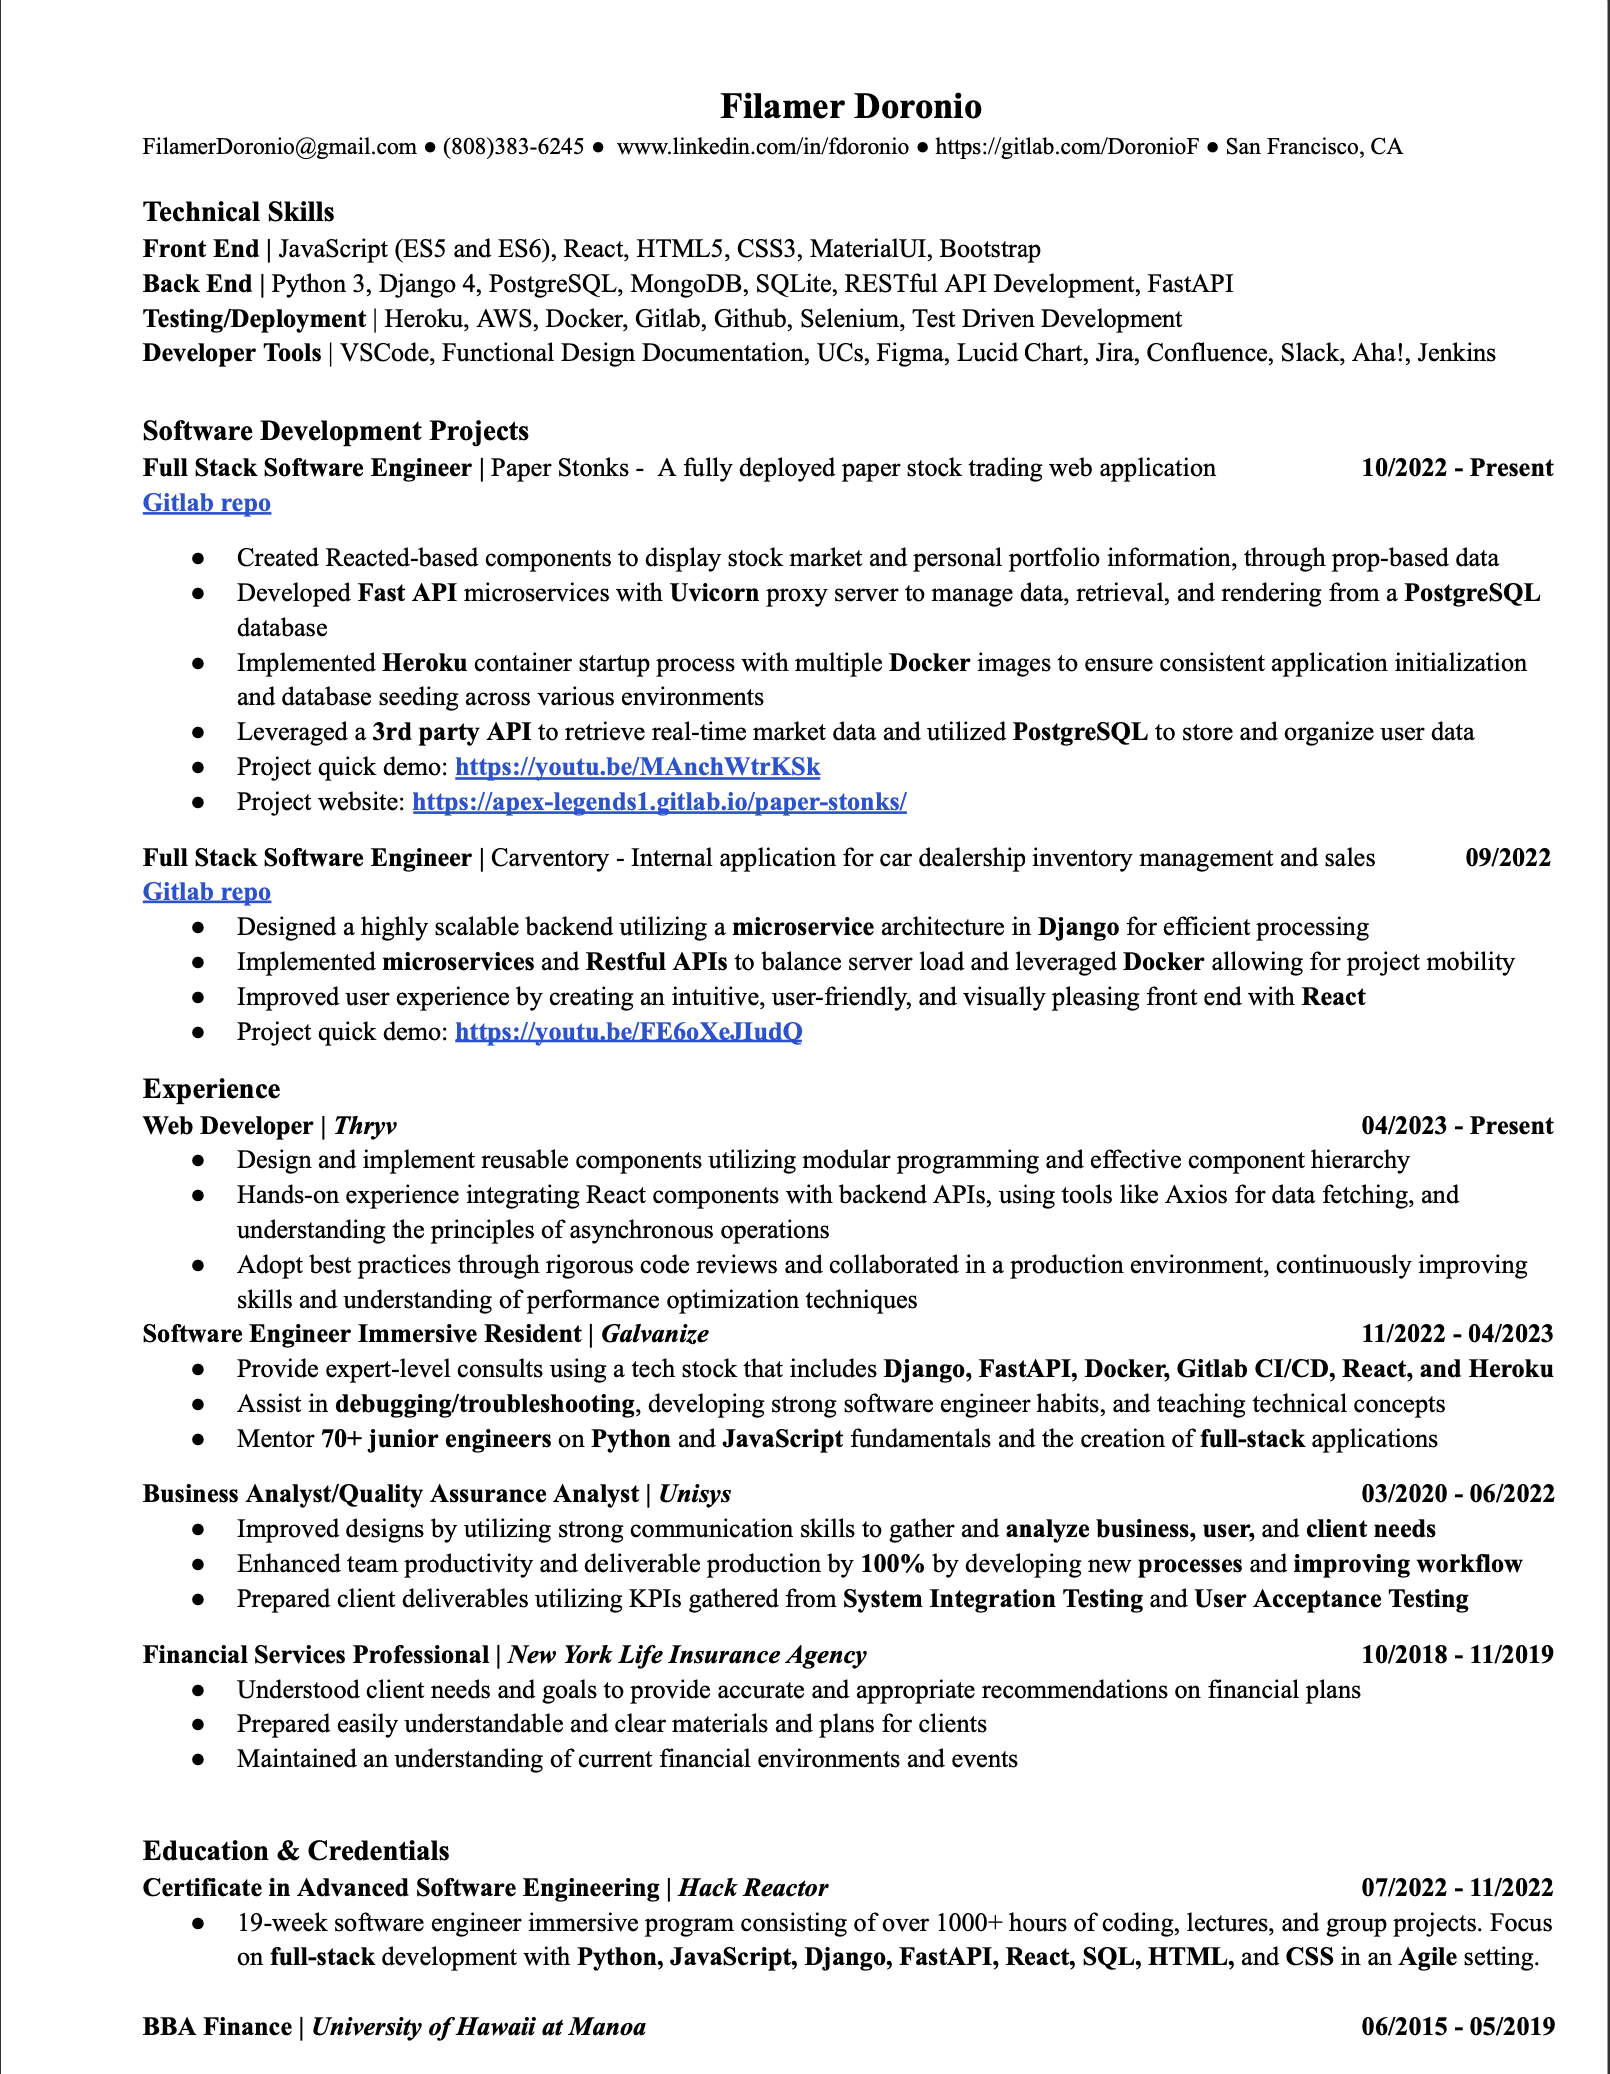 Filamer Doronio
FilamerDoronio@gmail.com ● (808)383-6245 ● www.linkedin.com/in/fdoronio ● https://gitlab.com/DoronioF ● San Francisco, CA
Technical Skills
Front End | JavaScript (ES5 and ES6), React, HTML5, CSS3, MaterialUI, Bootstrap
Back End | Python 3, Django 4, PostgreSQL, MongoDB, SQLite, RESTful API Development, FastAPI
Testing/Deployment | Heroku, AWS, Docker, Gitlab, Github, Selenium, Test Driven Development
Developer Tools | VSCode, Functional Design Documentation, UCs, Figma, Lucid Chart, Jira, Confluence, Slack, Aha!, Jenkins
Software Development Projects
Full Stack Software Engineer | Paper Stonks - A fully deployed paper stock trading web application 10/2022 - Present
Gitlab repo
● Created Reacted-based components to display stock market and personal portfolio information, through prop-based data
● Developed Fast API microservices with Uvicorn proxy server to manage data, retrieval, and rendering from a PostgreSQL
database
● Implemented Heroku container startup process with multiple Docker images to ensure consistent application initialization
and database seeding across various environments
● Leveraged a 3rd party API to retrieve real-time market data and utilized PostgreSQL to store and organize user data
● Project quick demo: https://youtu.be/MAnchWtrKSk
● Project website: https://apex-legends1.gitlab.io/paper-stonks/
Full Stack Software Engineer | Carventory - Internal application for car dealership inventory management and sales 09/2022
Gitlab repo
● Designed a highly scalable backend utilizing a microservice architecture in Django for efficient processing
● Implemented microservices and Restful APIs to balance server load and leveraged Docker allowing for project mobility
● Improved user experience by creating an intuitive, user-friendly, and visually pleasing front end with React
● Project quick demo: https://youtu.be/FE6oXeJIudQ
Experience
Web Developer | Thryv 04/2023 - Present
● Design and implement reusable components utilizing modular programming and effective component hierarchy
● Hands-on experience integrating React components with backend APIs, using tools like Axios for data fetching, and
understanding the principles of asynchronous operations
● Adopt best practices through rigorous code reviews and collaborated in a production environment, continuously improving
skills and understanding of performance optimization techniques
Software Engineer Immersive Resident | Galvanize 11/2022 - 04/2023
● Provide expert-level consults using a tech stock that includes Django, FastAPI, Docker, Gitlab CI/CD, React, and Heroku
● Assist in debugging/troubleshooting, developing strong software engineer habits, and teaching technical concepts
● Mentor 70+ junior engineers on Python and JavaScript fundamentals and the creation of full-stack applications
Business Analyst/Quality Assurance Analyst | Unisys 03/2020 - 06/2022
● Improved designs by utilizing strong communication skills to gather and analyze business, user, and client needs
● Enhanced team productivity and deliverable production by 100% by developing new processes and improving workflow
● Prepared client deliverables utilizing KPIs gathered from System Integration Testing and User Acceptance Testing
Financial Services Professional | New York Life Insurance Agency 10/2018 - 11/2019
● Understood client needs and goals to provide accurate and appropriate recommendations on financial plans
● Prepared easily understandable and clear materials and plans for clients
● Maintained an understanding of current financial environments and events
Education & Credentials
Certificate in Advanced Software Engineering | Hack Reactor 07/2022 - 11/2022
● 19-week software engineer immersive program consisting of over 1000+ hours of coding, lectures, and group projects. Focus
on full-stack development with Python, JavaScript, Django, FastAPI, React, SQL, HTML, and CSS in an Agile setting.
BBA Finance | University of Hawaii at Manoa 06/2015 - 05/2019